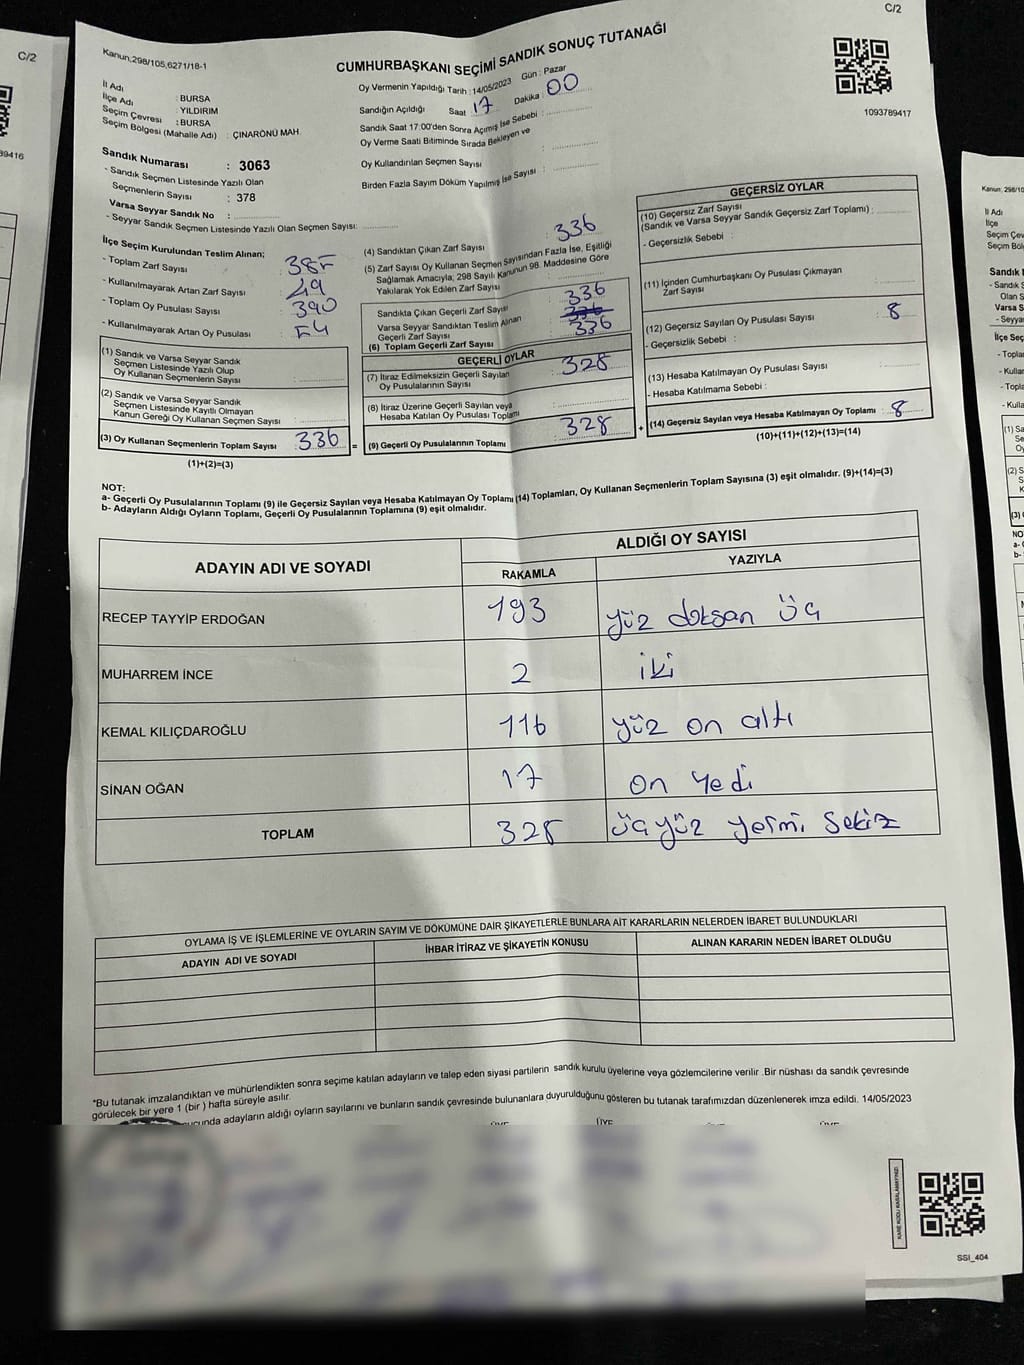 C/2
C/2
Kanun;298/105,6271/18-1
CUMHURBAŞKANI SEÇİMİ SANDIK SONUÇ TUTANAĞI
1093789417
89416
İl Adı : BURSA
İlçe Adı : YILDIRIM
Seçim Çevresi : BURSA
Seçim Bölgesi (Mahalle Adı) : ÇINARÖNÜ MAH.
Oy Vermenin Yapıldığı Tarih : 14/05/2023 Gün : Pazar
Sandığın Açıldığı Saat 17 Dakika : 00
Sandık Saat 17:00'den Sonra Açımış İse Sebebi :
Oy Verme Saati Bitiminde Sırada Bekleyen ve
Oy Kullandırılan Seçmen Sayısı :
Birden Fazla Sayım Döküm Yapılmış İse Sayısı :
Sandık Numarası : 3063
- Sandık Seçmen Listesinde Yazılı Olan
Seçmenlerin Sayısı : 378
Varsa Seyyar Sandık No :
- Seyyar Sandık Seçmen Listesinde Yazılı Olan Seçmen Sayısı:
İlçe Seçim Kurulundan Teslim Alınan;
- Toplam Zarf Sayısı
- Kullanılmayarak Artan Zarf Sayısı
- Toplam Oy Pusulası Sayısı 390
- Kullanılmayarak Artan Oy Pusulası
(1) Sandık ve Varsa Seyyar Sandık
Seçmen Listesinde Yazılı Olup
Oy Kullanan Seçmenlerin Sayısı :
(2) Sandık ve Varsa Seyyar Sandık
Seçmen Listesinde Kayıtlı Olmayan
Kanun Gereği Oy Kullanan Seçmen Sayısı :
(3) Oy Kullanan Seçmenlerin Toplam Sayısı 336
(1)+(2)=(3)
(4) Sandıktan Çıkan Zarf Sayısı 336
(5) Zarf Sayısı Oy Kullanan Seçmen Sayısından Fazla İse, Eşitliği
Sağlamak Amacıyla; 298 Sayılı Kanunun 98. Maddesine Göre
Yakılarak Yok Edilen Zarf Sayısı :
Sandıkta Çıkan Geçerli Zarf Sayısı 336
Varsa Seyyar Sandıktan Teslim Alınan 336
Geçerli Zarf Sayısı
(6) Toplam Geçerli Zarf Sayısı 336
GEÇERLİ OYLAR
(7) İtiraz Edilmeksizin Geçerli Sayılan 328
Oy Pusulalarının Sayısı
(8) İtiraz Üzerine Geçerli Sayılan veya
Hesaba Katılan Oy Pusulası Toplamı
(9) Geçerli Oy Pusulalarının Toplamı 328
GEÇERSİZ OYLAR
(10) Geçersiz Zarf Sayısı
(Sandık ve Varsa Seyyar Sandık Geçersiz Zarf Toplamı) :
- Geçersizlik Sebebi :
(11) İçinden Cumhurbaşkanı Oy Pusulası Çıkmayan
Zarf Sayısı :
(12) Geçersiz Sayılan Oy Pusulası Sayısı : 8
- Geçersizlik Sebebi :
(13) Hesaba Katılmayan Oy Pusulası Sayısı :
- Hesaba Katılmama Sebebi :
(14) Geçersiz Sayılan veya Hesaba Katılmayan Oy Toplamı : 8
(10)+(11)+(12)+(13)=(14)
NOT:
a- Geçerli Oy Pusulalarının Toplamı (9) ile Geçersiz Sayılan veya Hesaba Katılmayan Oy Toplamı (14) Toplamları, Oy Kullanan Seçmenlerin Toplam Sayısına (3) eşit olmalıdır. (9)+(14)=(3)
b- Adayların Aldığı Oyların Toplamı, Geçerli Oy Pusulalarının Toplamına (9) eşit olmalıdır.
ADAYIN ADI VE SOYADI
ALDIĞI OY SAYISI
RAKAMLA YAZIYLA
RECEP TAYYİP ERDOĞAN 193 yüz doksan üç
MUHARREM İNCE 2 iki
KEMAL KILIÇDAROĞLU 116 yüz on altı
SİNAN OĞAN 17 on yedi
TOPLAM 328 üçyüz yirmi sekiz
OYLAMA İŞ VE İŞLEMLERİNE VE OYLARIN SAYIM VE DÖKÜMÜNE DAİR ŞİKAYETLERLE BUNLARA AİT KARARLARIN NELERDEN İBARET BULUNDUKLARI
ADAYIN ADI VE SOYADI İHBAR İTİRAZ VE ŞİKAYETİN KONUSU ALINAN KARARIN NEDEN İBARET OLDUĞU
*Bu tutanak imzalandıktan ve mühürlendikten sonra seçime katılan adayların ve talep eden siyasi partilerin sandık kurulu üyelerine veya gözlemcilerine verilir .Bir nüshası da sandık çevresinde
görülecek bir yere 1 (bir ) hafta süreyle asılır.
adayların aldığı oyların sayılarını ve bunların sandık çevresinde bulunanlara duyurulduğunu gösteren bu tutanak tarafımızdan düzenlenerek imza edildi. 14/05/2023
ÜYE
SSI_404
Kanun; 298/10
İl Adı
İlçe
Seçim Çev
Seçim Böl
Sandık